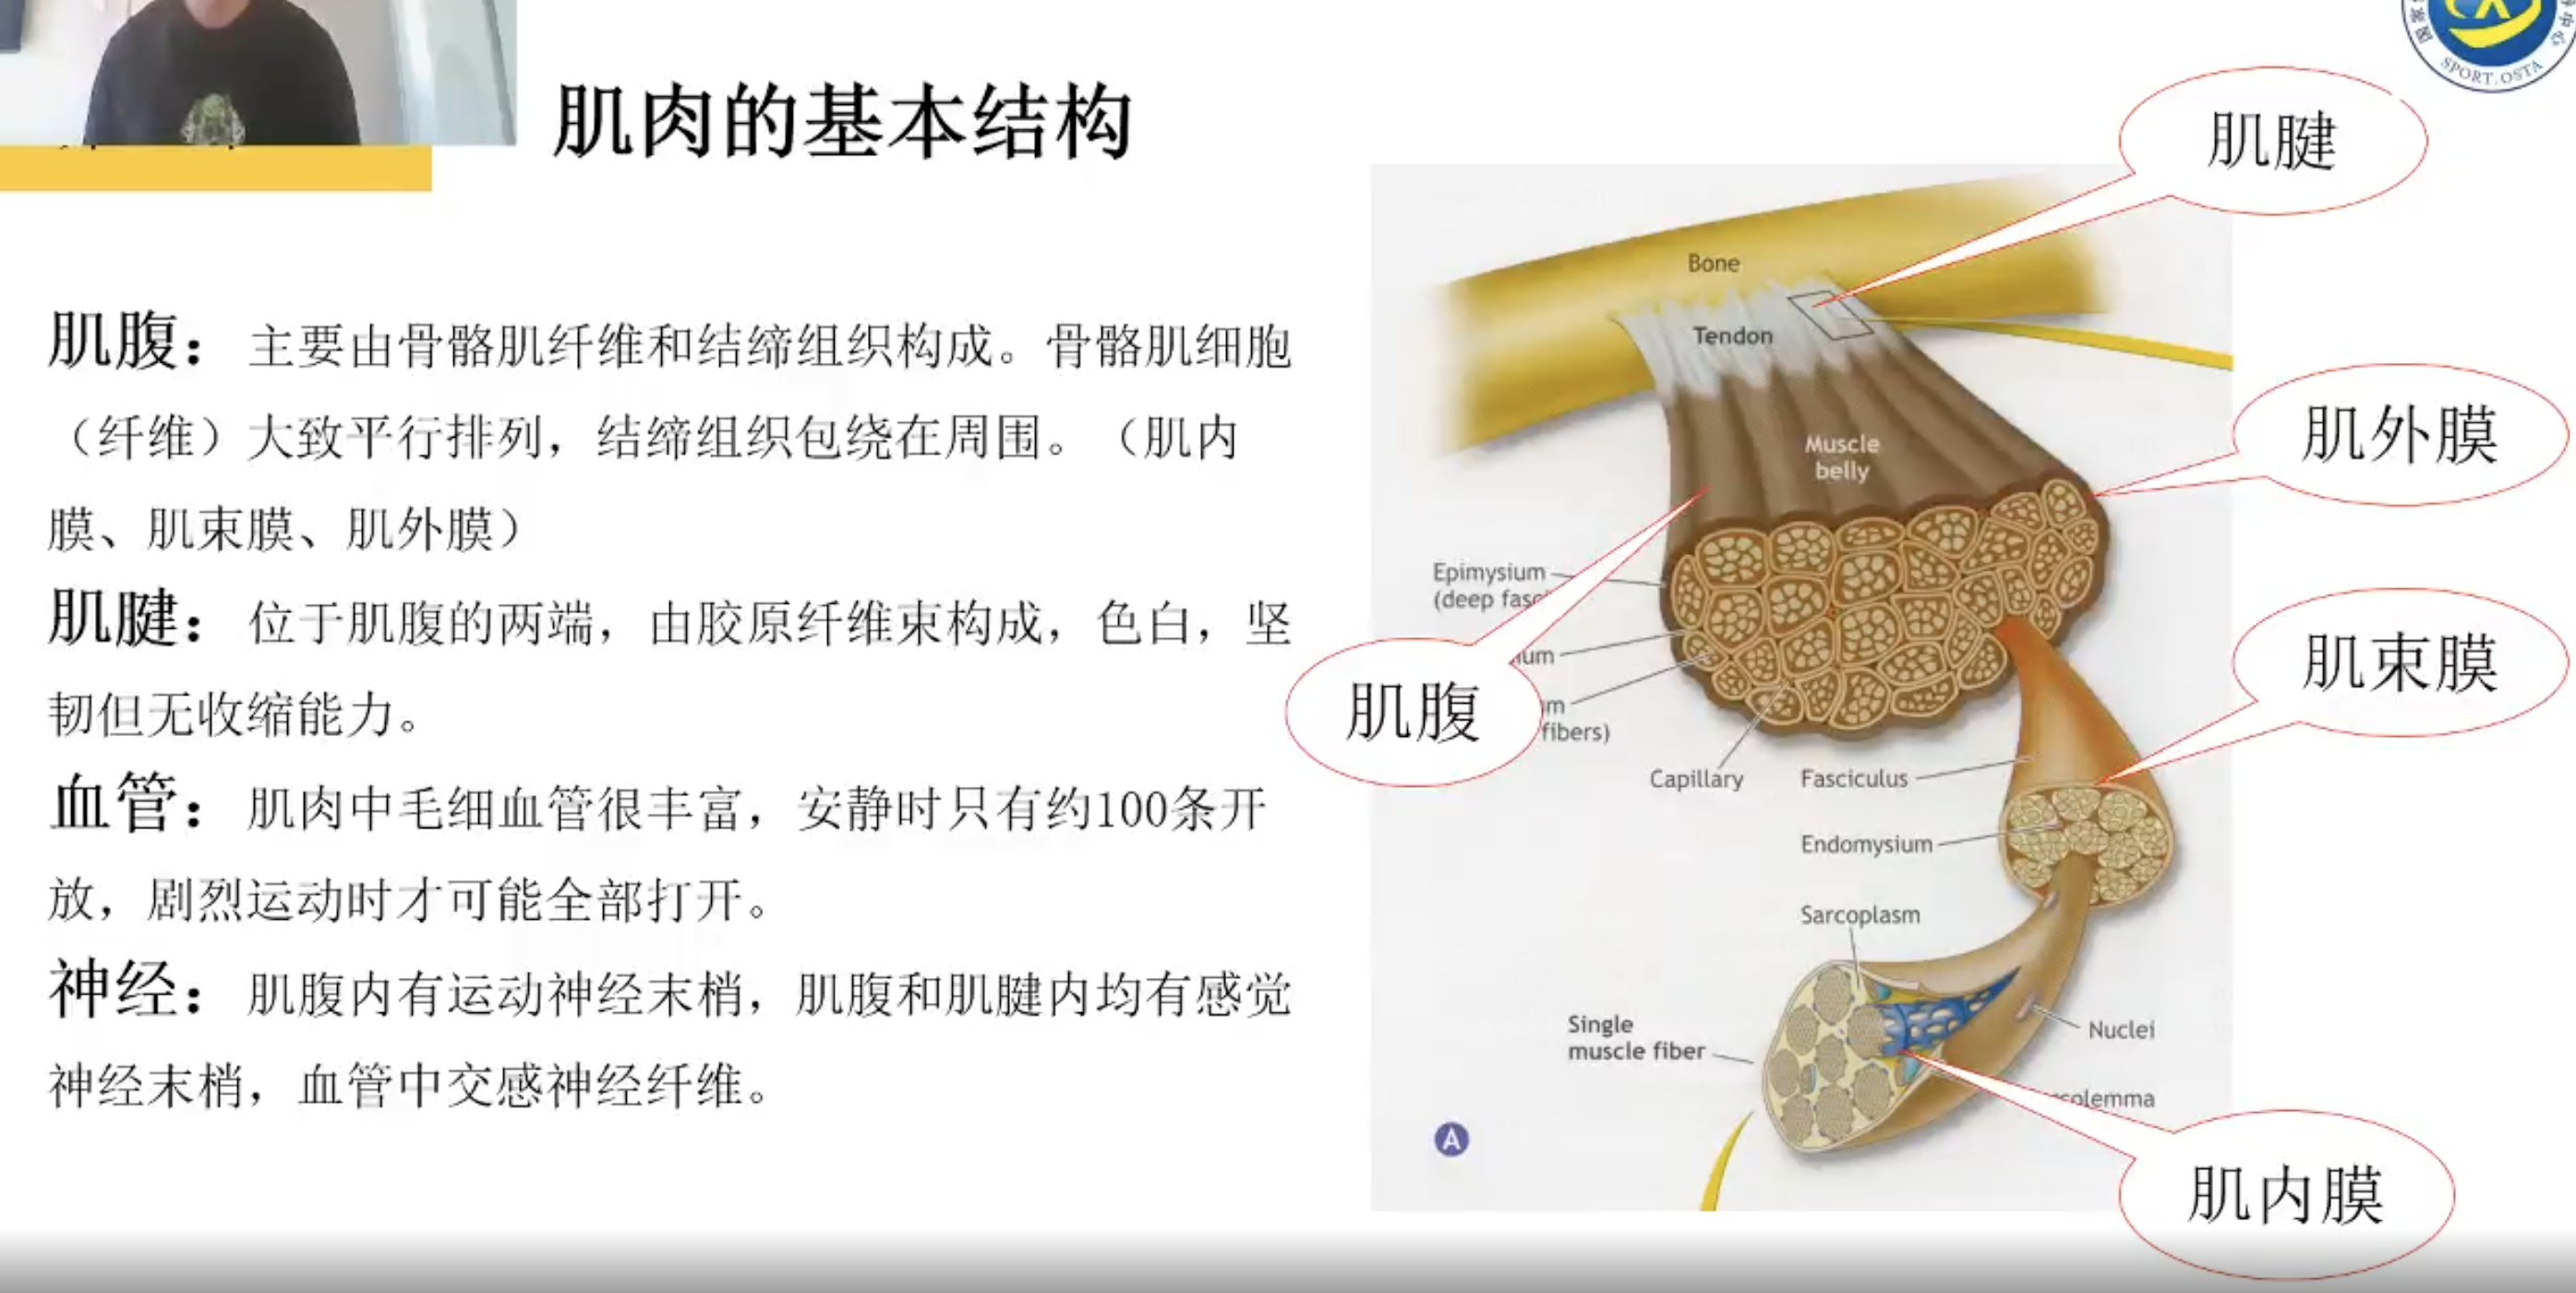 肌肉的基本结构
肌腹：主要由骨骼肌纤维和结缔组织构成。骨骼肌细胞
（纤维）大致平行排列，结缔组织包绕在周围。（肌内
膜、肌束膜、肌外膜）
肌腱：位于肌腹的两端，由胶原纤维束构成，色白，坚
韧但无收缩能力。
血管：肌肉中毛细血管很丰富，安静时只有约100条开
放，剧烈运动时才可能全部打开。
神经：肌腹内有运动神经末梢，肌腹和肌腱内均有感觉
神经末梢，血管中交感神经纤维。
SPORT.OSTA
肌腱
Bone
Tendon
肌外膜
Muscle
belly
Epimysium
(deep
肌束膜
肌腹
fibers)
Capillary
Fasciculus
Endomysium
Sarcoplasm
Single
muscle fiber
Nuclei
A
肌内膜